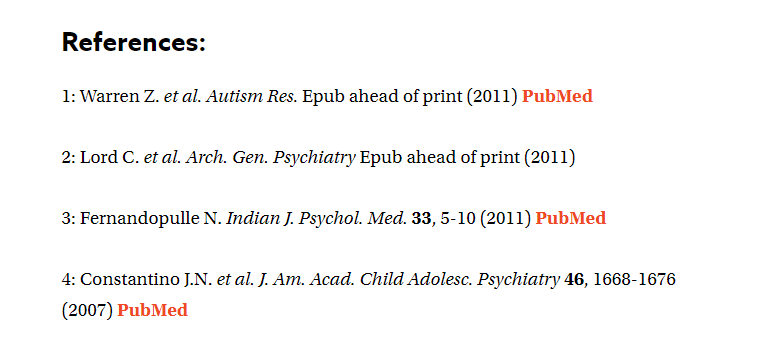 References:
1: Warren Z. et al. Autism Res. Epub ahead of print (2011) PubMed
2: Lord C. et al. Arch. Gen. Psychiatry Epub ahead of print (2011)
3: Fernandopulle N. Indian J. Psychol. Med. 33, 5-10 (2011) PubMed
4: Constantino J.N. et al. J. Am. Acad. Child Adolesc. Psychiatry 46, 1668-1676
(2007) PubMed